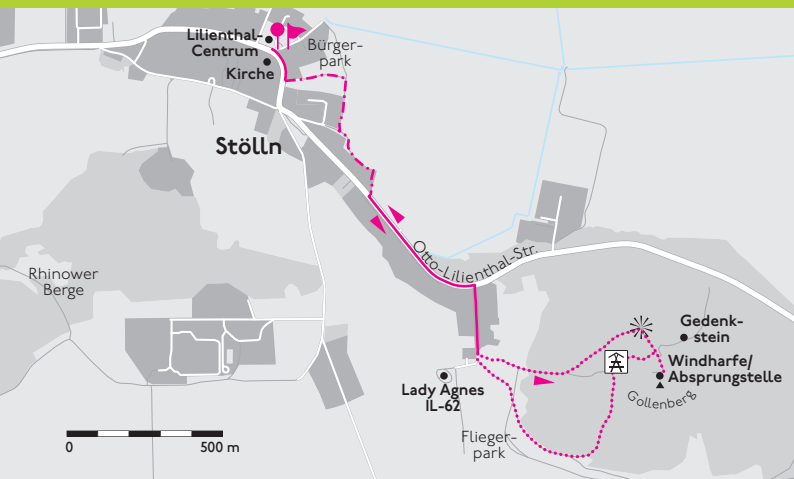 Lilienthal-
Centrum
Bürger-
park
Kirche
Stölln
Otto-Lilienthal-Str.
Rhinower
Berge
Gedenk-
stein
Windharfe/
Absprungstelle
Gollenberg
Lady Agnes
IL-62
Flieger-
park
0
500 m